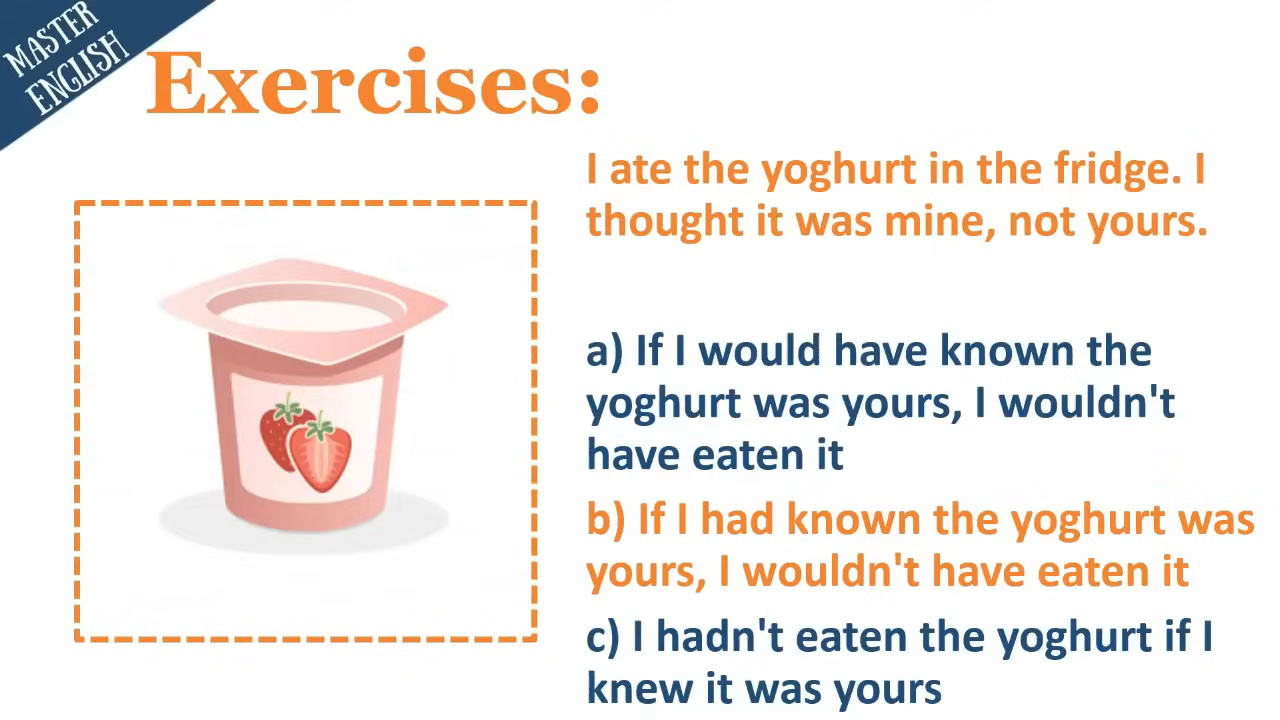 MASTER
ENGLISH
Exercises:
I ate the yoghurt in the fridge. I
thought it was mine, not yours.
a) If I would have known the
yoghurt was yours, I wouldn't
have eaten it
b) If I had known the yoghurt was
yours, I wouldn't have eaten it
c) I hadn't eaten the yoghurt if I
knew it was yours